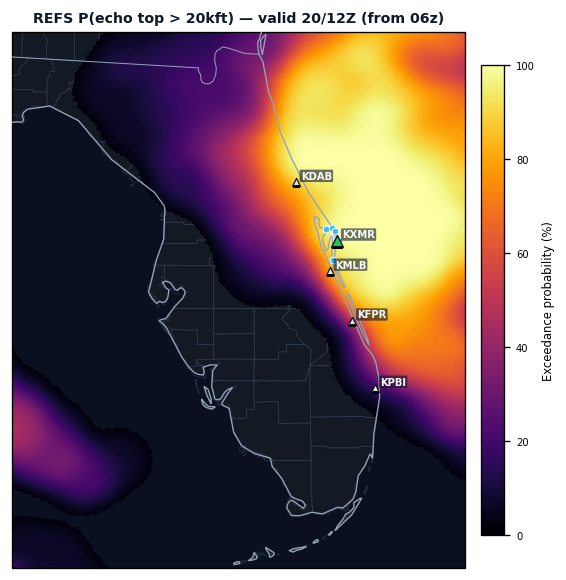 REFS P(echo top > 20kft) — valid 20/12Z (from 06z)
KDAB
KXMR
KMLB
KFPR
KPBI
100
80
60
40
20
0
Exceedance probability (%)